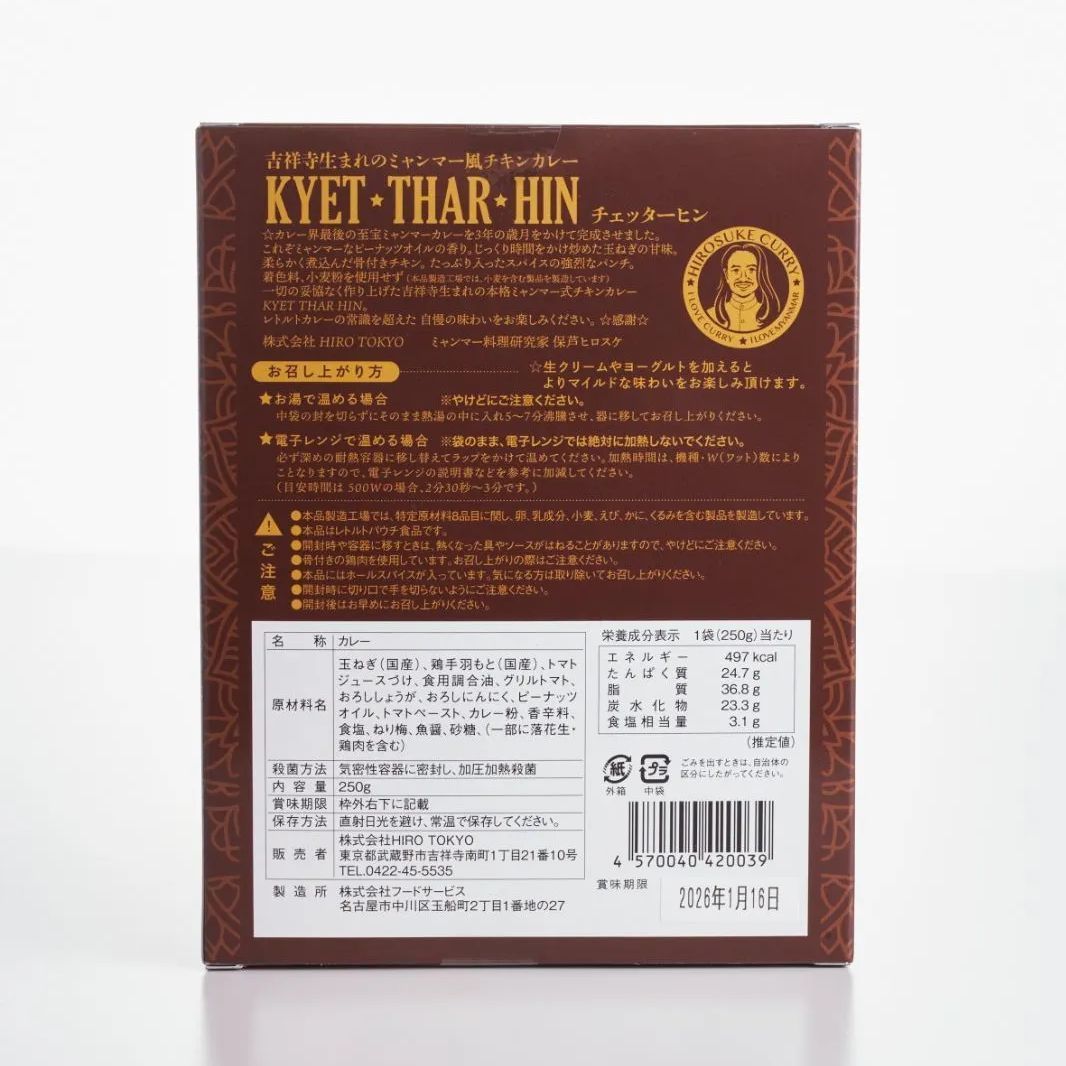 吉祥寺生まれのミャンマー風チキンカレー
KYET★THAR★HIN チェッターヒン
☆カレー界最後の至宝ミャンマーカレーを3年の歳月をかけて完成させました。
これぞミャンマーなピーナッツオイルの香り。じっくり時間をかけ炒めた玉ねぎの甘味。
柔らかく煮込んだ骨付きチキン。たっぷり入ったスパイスの強烈なパンチ。
着色料、小麦粉を使用せず(本品製造工場では、小麦を含む製品を製造しています)
一切の妥協なく作り上げた吉祥寺生まれの本格ミャンマー式チキンカレー
KYET THAR HIN。
レトルトカレーの常識を超えた 自慢の味わいをお楽しみください。☆感謝☆
株式会社 HIRO TOKYO ミャンマー料理研究家 保芦ヒロスケ
HIROSUKE CURRY
I LOVE CURRY ★ I LOVE MYANMAR
お召し上がり方
☆生クリームやヨーグルトを加えると
よりマイルドな味わいをお楽しみ頂けます。
★お湯で温める場合 ※やけどにご注意ください。
中袋の封を切らずにそのまま熱湯の中に入れ5~7分沸騰させ、器に移してお召し上がりください。
★電子レンジで温める場合 ※袋のまま、電子レンジでは絶対に加熱しないでください。
必ず深めの耐熱容器に移し替えてラップをかけて温めてください。加熱時間は、機種・W(ワット)数により
ことなりますので、電子レンジの説明書などを参考に加減してください。
(目安時間は 500Wの場合、2分30秒~3分です。)
ご注意
●本品製造工場では、特定原材料8品目に関し、卵、乳成分、小麦、えび、かに、くるみを含む製品を製造しています。
●本品はレトルトパウチ食品です。
●開封時や容器に移すときは、熱くなった具やソースがはねることがありますので、やけどにご注意ください。
●骨付きの鶏肉を使用しています。お召し上がりの際はご注意ください。
●本品にはホールスパイスが入っています。気になる方は取り除いてお召し上がりください。
●開封時に切り口で手を切らないようにご注意ください。
●開封後はお早めにお召し上がりください。
名称 カレー
原材料名
玉ねぎ(国産)、鶏手羽もと(国産)、トマト
ジュースづけ、食用調合油、グリルトマト、
おろししょうが、おろしにんにく、ピーナッツ
オイル、トマトペースト、カレー粉、香辛料、
食塩、ねり梅、魚醤、砂糖、(一部に落花生・
鶏肉を含む)
殺菌方法 気密性容器に密封し、加圧加熱殺菌
内容量 250g
賞味期限 枠外右下に記載
保存方法 直射日光を避け、常温で保存してください。
販売者
株式会社HIRO TOKYO
東京都武蔵野市吉祥寺南町1丁目21番10号
TEL.0422-45-5535
製造所 株式会社フードサービス
名古屋市中川区玉船町2丁目1番地の27
栄養成分表示 1袋(250g)当たり
エネルギー 497 kcal
たんぱく質 24.7 g
脂質 36.8 g
炭水化物 23.3 g
食塩相当量 3.1 g
(推定値)
紙
外箱
プラ
中袋
ごみを出すときは、自治体の
区分にしたがってください。
4 570040 420039
賞味期限
2026年1月16日